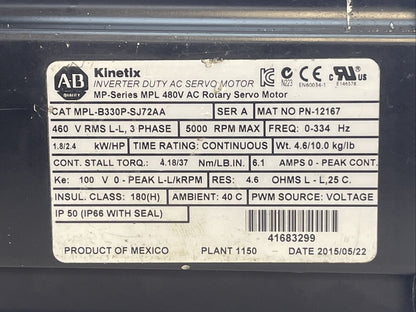 AB Kinetix
INVERTER DUTY AC SERVO MOTOR
MP-Series MPL 480V AC Rotary Servo Motor
N223 EN60034-1 E144578
CAT MPL-B330P-SJ72AA SER A MAT NO PN-12167
460 V RMS L-L, 3 PHASE 5000 RPM MAX FREQ: 0-334 Hz
1.8/2.4 kW/HP RATING: CONTINUOUS Wt. 4.6/10.0 kg/lb
CONT. STALL TORQ.: 4.18/37 Nm/LB.IN. 6.1 AMPS 0 - PEAK CONT.
Ke: 100 V 0 - PEAK L-L/kRPM RES: 4.6 OHMS L - L,25 C.
INSUL. CLASS: 180(H) AMBIENT: 40 C PWM SOURCE: VOLTAGE
IP 50 (IP66 WITH SEAL)
41683299
PRODUCT OF MEXICO PLANT 1150 DATE 2015/05/22